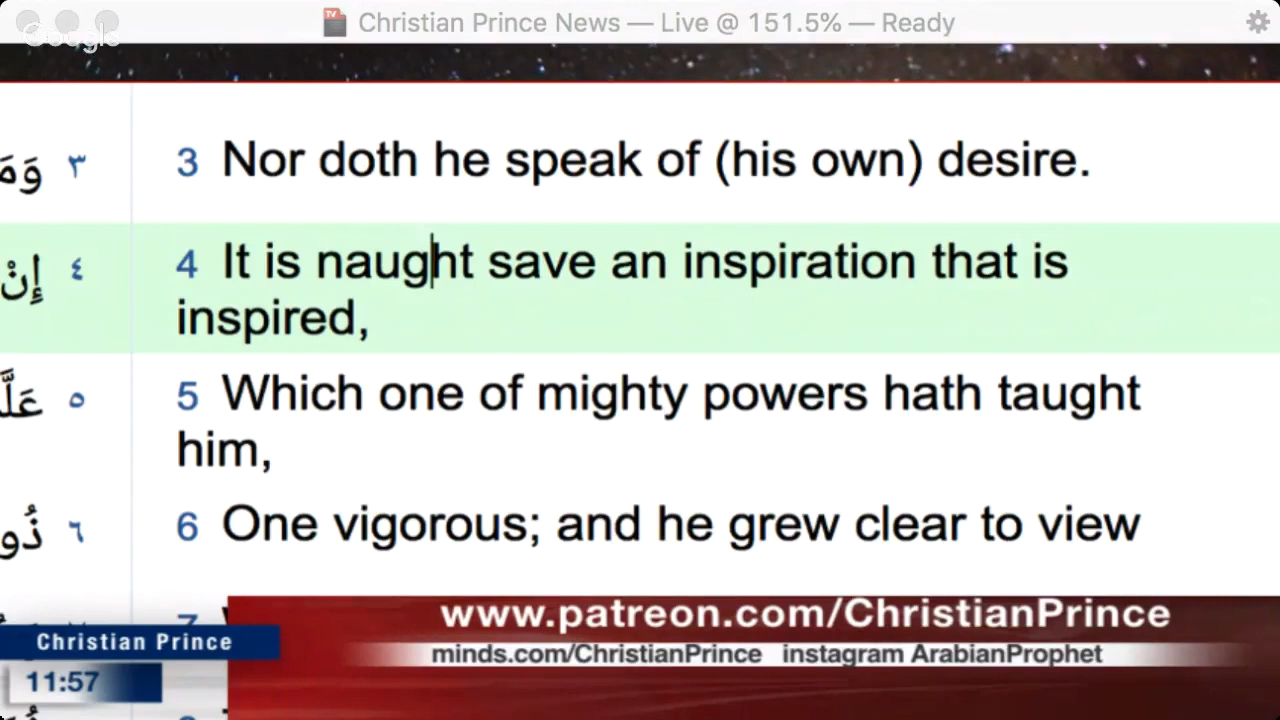 Christian Prince News — Live @ 151.5% — Ready
Google
٣
3 Nor doth he speak of (his own) desire.
إِنْ ٤
4 It is naught save an inspiration that is
inspired,
٥
5 Which one of mighty powers hath taught
him,
٦
6 One vigorous; and he grew clear to view
7
www.patreon.com/ChristianPrince
Christian Prince
minds.com/ChristianPrince instagram ArabianProphet
11:57